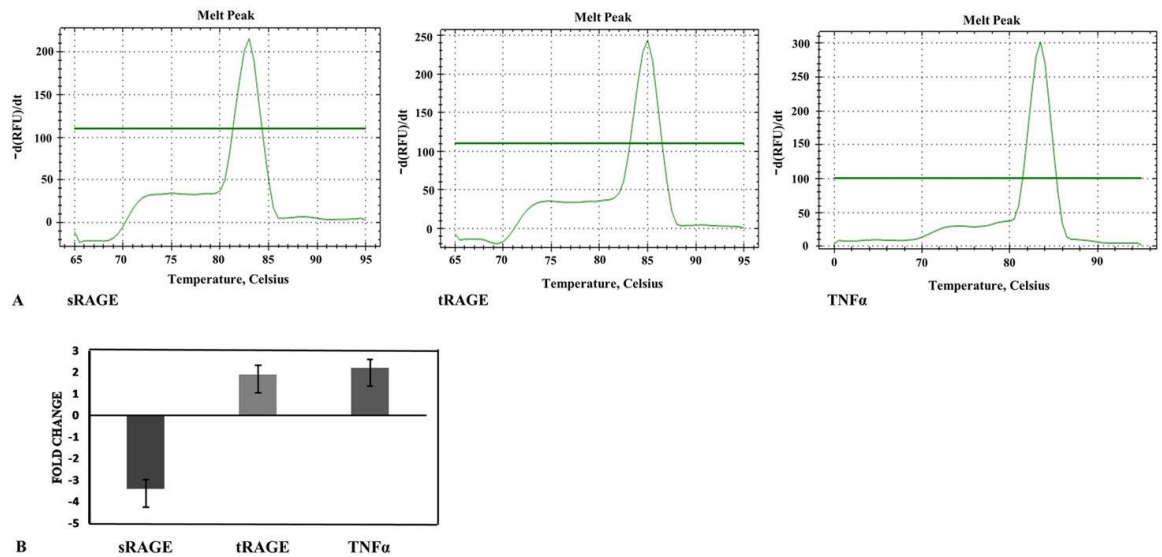 Melt Peak
200
150
100
50
0
-d(RFU)/dt
65 70 75 80 85 90 95
Temperature, Celsius
A sRAGE
Melt Peak
250
200
150
100
50
0
-d(RFU)/dt
65 70 75 80 85 90 95
Temperature, Celsius
tRAGE
Melt Peak
300
250
200
150
100
50
0
-d(RFU)/dt
0 80 90
Temperature, Celsius
TNFα
3
2
1
0
-1
-2
-3
-4
-5
FOLD CHANGE
B sRAGE tRAGE TNFα